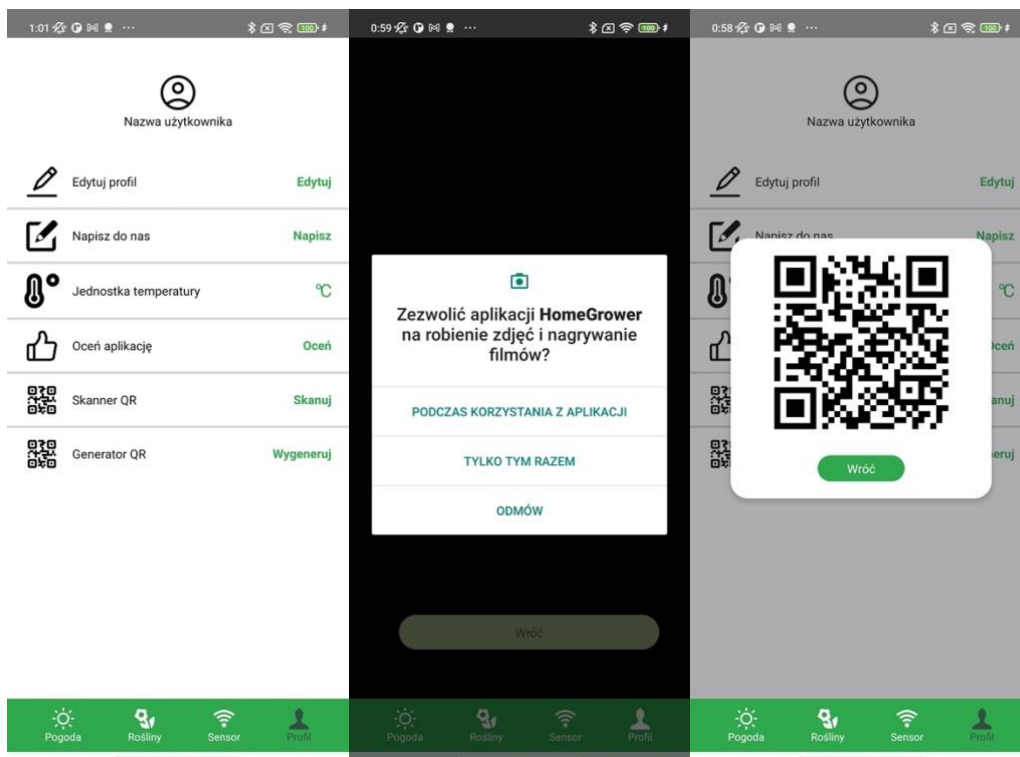 1:01
Nazwa użytkownika
Edytuj profil Edytuj
Napisz do nas Napisz
Jednostka temperatury °C
Oceń aplikację Oceń
Skanner QR Skanuj
Generator QR Wygeneruj
Pogoda Rośliny Sensor Profil
0:59
Zezwolić aplikacji HomeGrower
na robienie zdjęć i nagrywanie
filmów?
PODCZAS KORZYSTANIA Z APLIKACJI
TYLKO TYM RAZEM
ODMÓW
Wróć
Pogoda Rośliny Sensor Profil
0:58
Nazwa użytkownika
Edytuj profil Edytuj
Napisz do nas Napisz
°C
Wróć
Pogoda Rośliny Sensor Profil